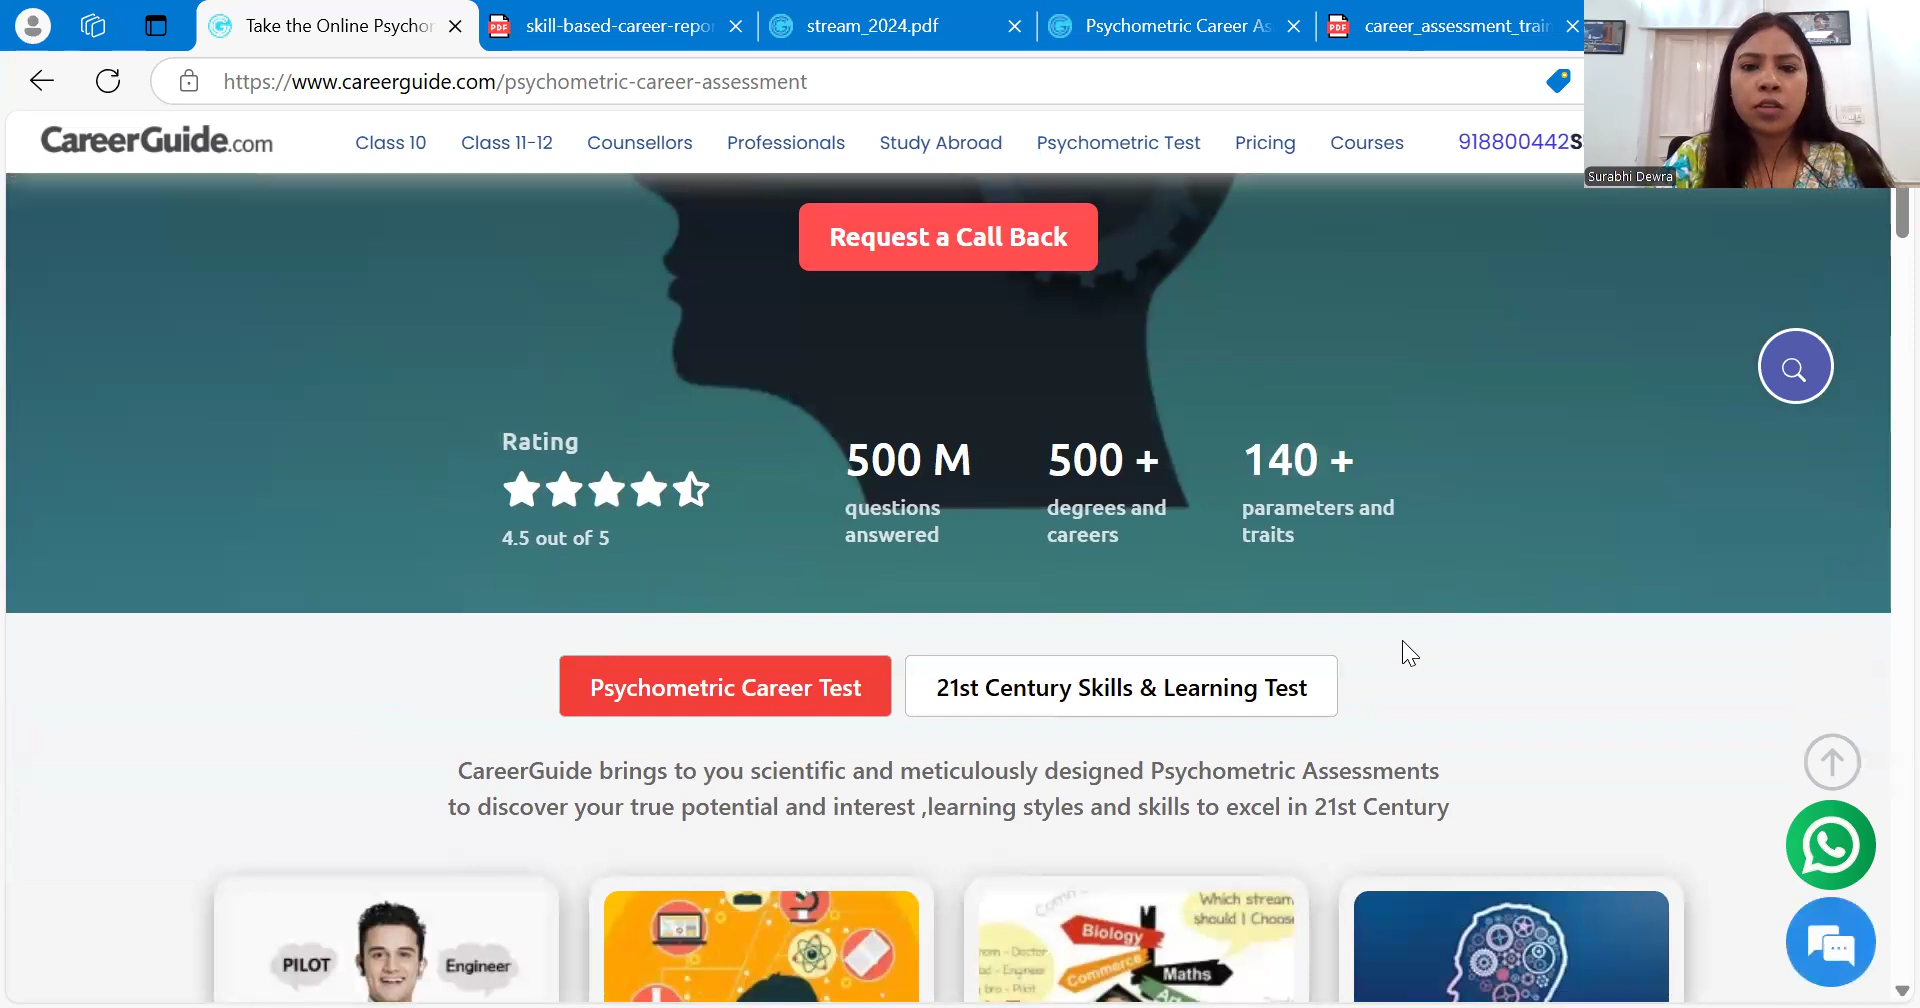 Take the Online Psychor
skill-based-career-repo
stream_2024.pdf
Psychometric Career As
career_assessment_train
https://www.careerguide.com/psychometric-career-assessment
CareerGuide.com
Class 10
Class 11-12
Counsellors
Professionals
Study Abroad
Psychometric Test
Pricing
Courses
918800442S
Surabhi Dewra
Request a Call Back
Rating
4.5 out of 5
500 M
questions
answered
500 +
degrees and
careers
140 +
parameters and
traits
Psychometric Career Test
21st Century Skills & Learning Test
CareerGuide brings to you scientific and meticulously designed Psychometric Assessments
to discover your true potential and interest ,learning styles and skills to excel in 21st Century
PILOT
Engineer
Which stream
should I Choose
Biology
Commerce
Maths